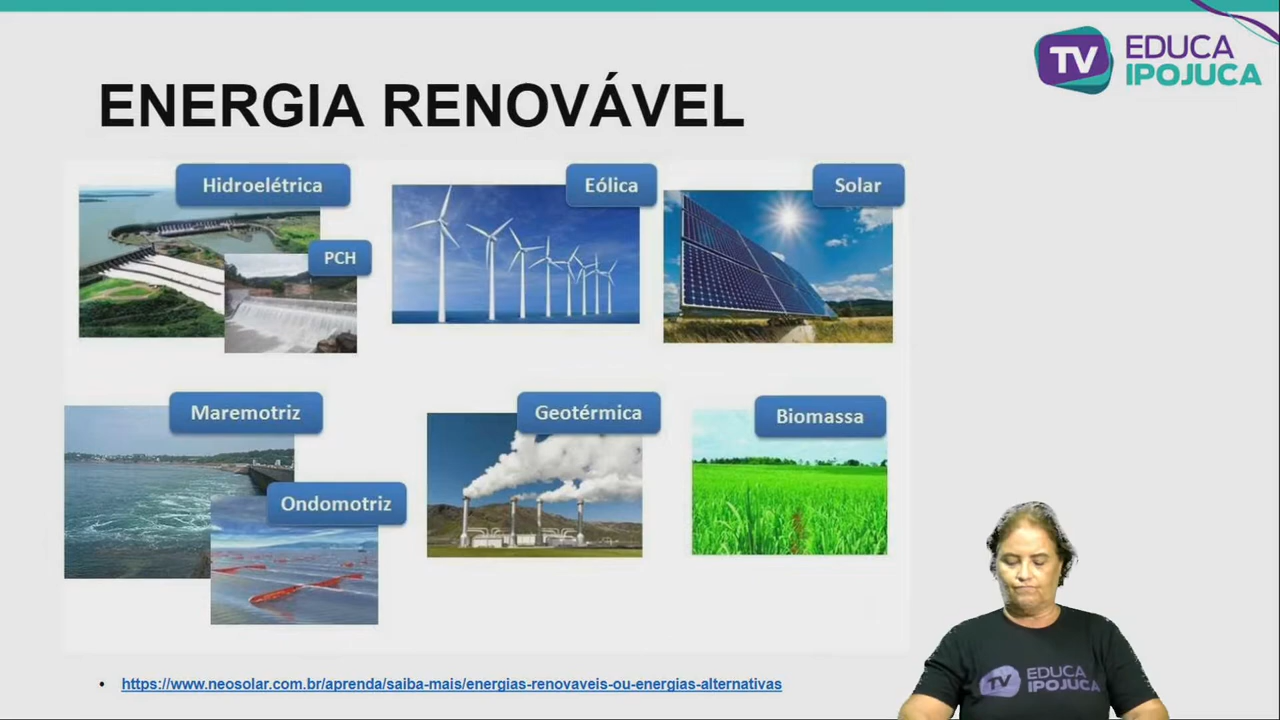 TV EDUCA
IPOJUCA
ENERGIA RENOVÁVEL
Hidroelétrica
Eólica
Solar
PCH
Maremotriz
Geotérmica
Biomassa
Ondomotriz
https://www.neosolar.com.br/aprenda/saiba-mais/energias-renovaveis-ou-energias-alternativas
TV EDUCA
IPOJUCA